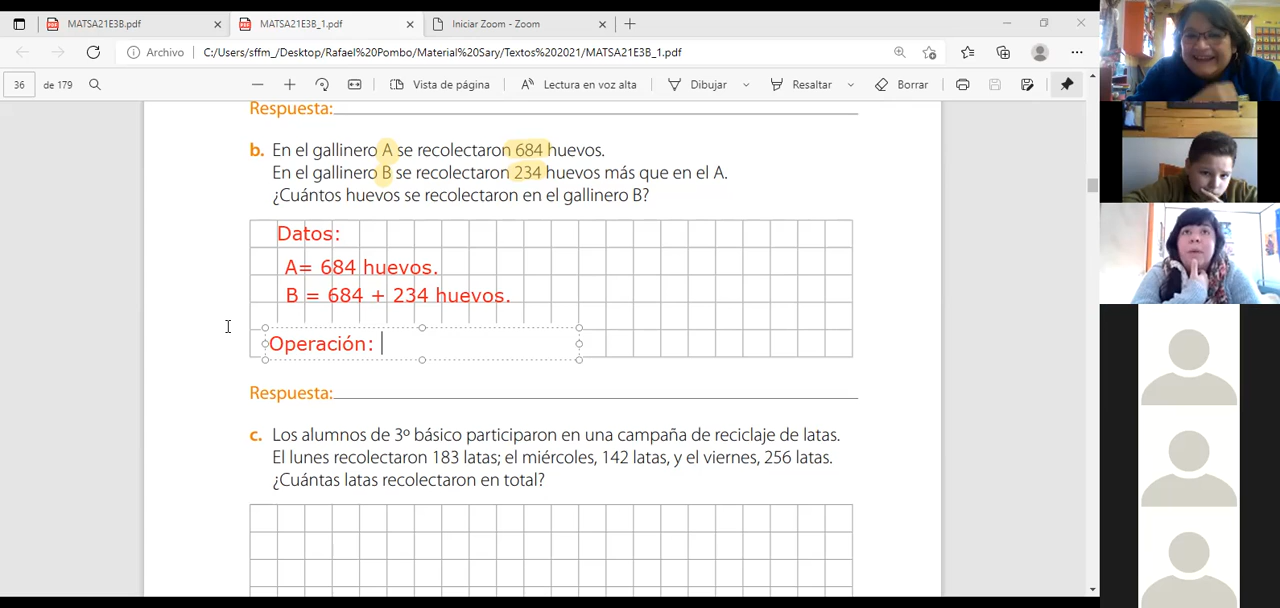 MATSA21E3B.pdf
MATSA21E3B_1.pdf
Iniciar Zoom - Zoom
Archivo
C:/Users/sffm_/Desktop/Rafael%20Pombo/Material%20Sary/Textos%202021/MATSA21E3B_1.pdf
36 de 179
Vista de página
Lectura en voz alta
Dibujar
Resaltar
Borrar
Respuesta:
b. En el gallinero A se recolectaron 684 huevos.
En el gallinero B se recolectaron 234 huevos más que en el A.
¿Cuántos huevos se recolectaron en el gallinero B?
Datos:
A= 684 huevos.
B = 684 + 234 huevos.
Operación:
Respuesta:
c. Los alumnos de 3º básico participaron en una campaña de reciclaje de latas.
El lunes recolectaron 183 latas; el miércoles, 142 latas, y el viernes, 256 latas.
¿Cuántas latas recolectaron en total?